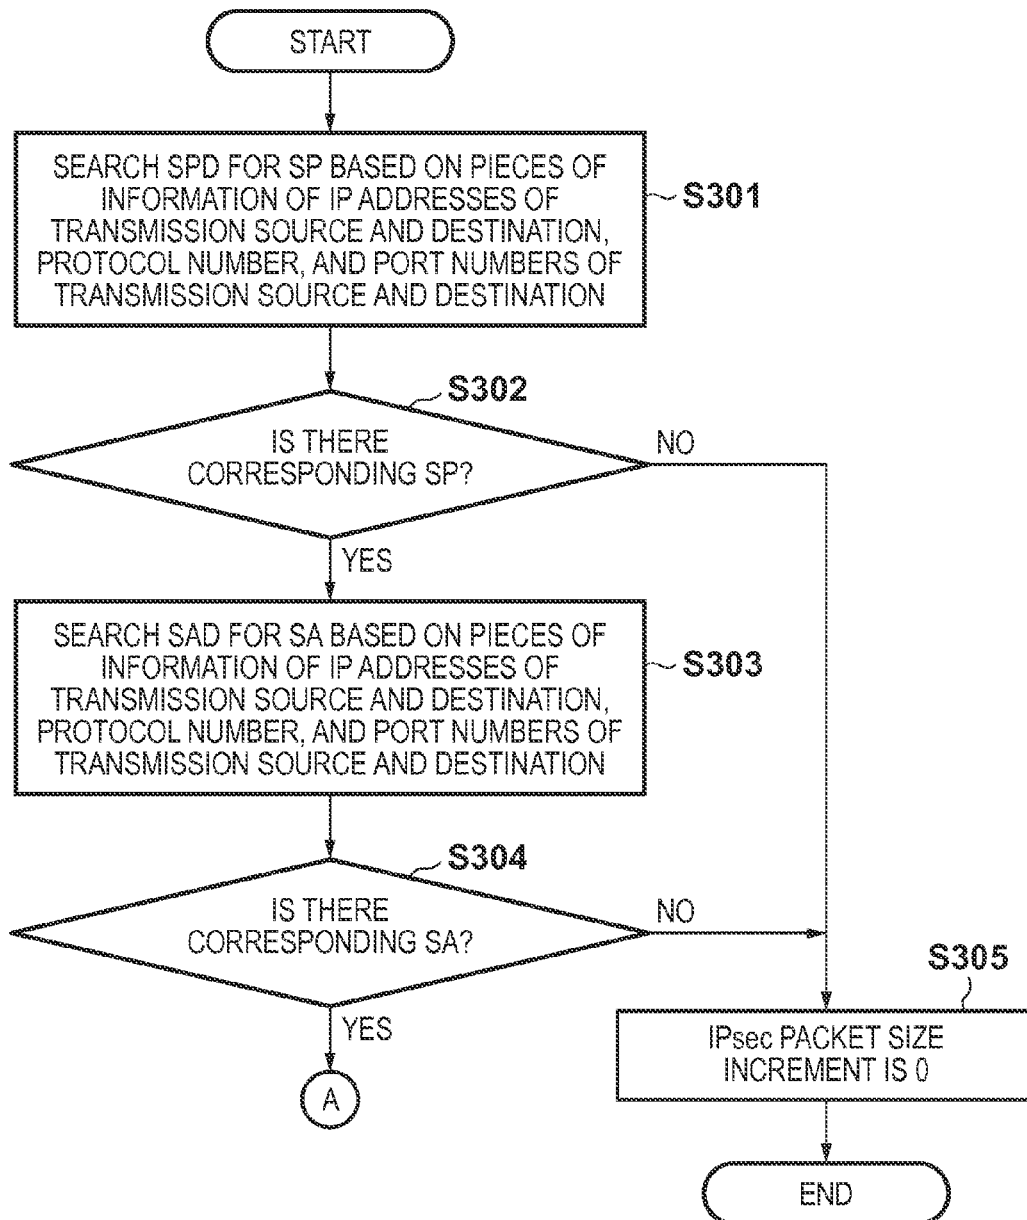 START
SEARCH SPD FOR SP BASED ON PIECES OF
INFORMATION OF IP ADDRESSES OF
TRANSMISSION SOURCE AND DESTINATION,
PROTOCOL NUMBER, AND PORT NUMBERS OF
TRANSMISSION SOURCE AND DESTINATION
S301
S302
IS THERE
CORRESPONDING SP?
NO
YES
SEARCH SAD FOR SA BASED ON PIECES OF
INFORMATION OF IP ADDRESSES OF
TRANSMISSION SOURCE AND DESTINATION,
PROTOCOL NUMBER, AND PORT NUMBERS OF
TRANSMISSION SOURCE AND DESTINATION
S303
S304
IS THERE
CORRESPONDING SA?
NO
YES
A
S305
IPsec PACKET SIZE
INCREMENT IS 0
END